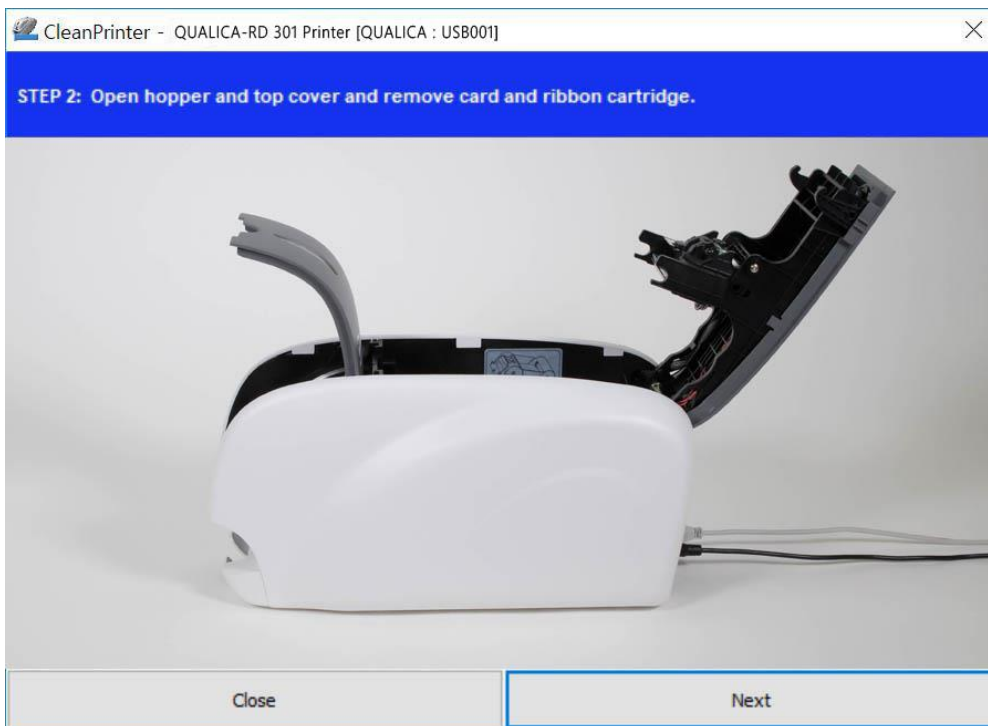 CleanPrinter - QUALICA-RD 301 Printer [QUALICA : USB001]
STEP 2: Open hopper and top cover and remove card and ribbon cartridge.
Close
Next